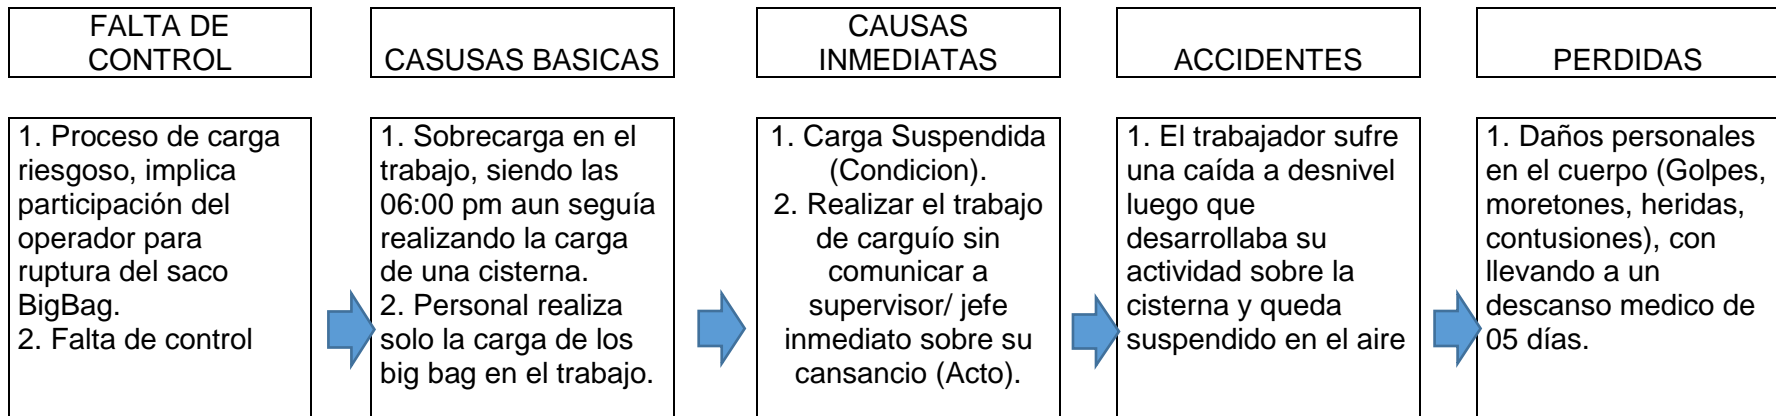 FALTA DE
CONTROL
CASUSAS BASICAS
CAUSAS
INMEDIATAS
ACCIDENTES
PERDIDAS
1. Proceso de carga
riesgoso, implica
participación del
operador para
ruptura del saco
BigBag.
2. Falta de control
1. Sobrecarga en el
trabajo, siendo las
06:00 pm aun seguía
realizando la carga
de una cisterna.
2. Personal realiza
solo la carga de los
big bag en el trabajo.
1. Carga Suspendida
(Condicion).
2. Realizar el trabajo
de carguío sin
comunicar a
supervisor/ jefe
inmediato sobre su
cansancio (Acto).
1. El trabajador sufre
una caída a desnivel
luego que
desarrollaba su
actividad sobre la
cisterna y queda
suspendido en el aire
1. Daños personales
en el cuerpo (Golpes,
moretones, heridas,
contusiones), con
llevando a un
descanso medico de
05 días.